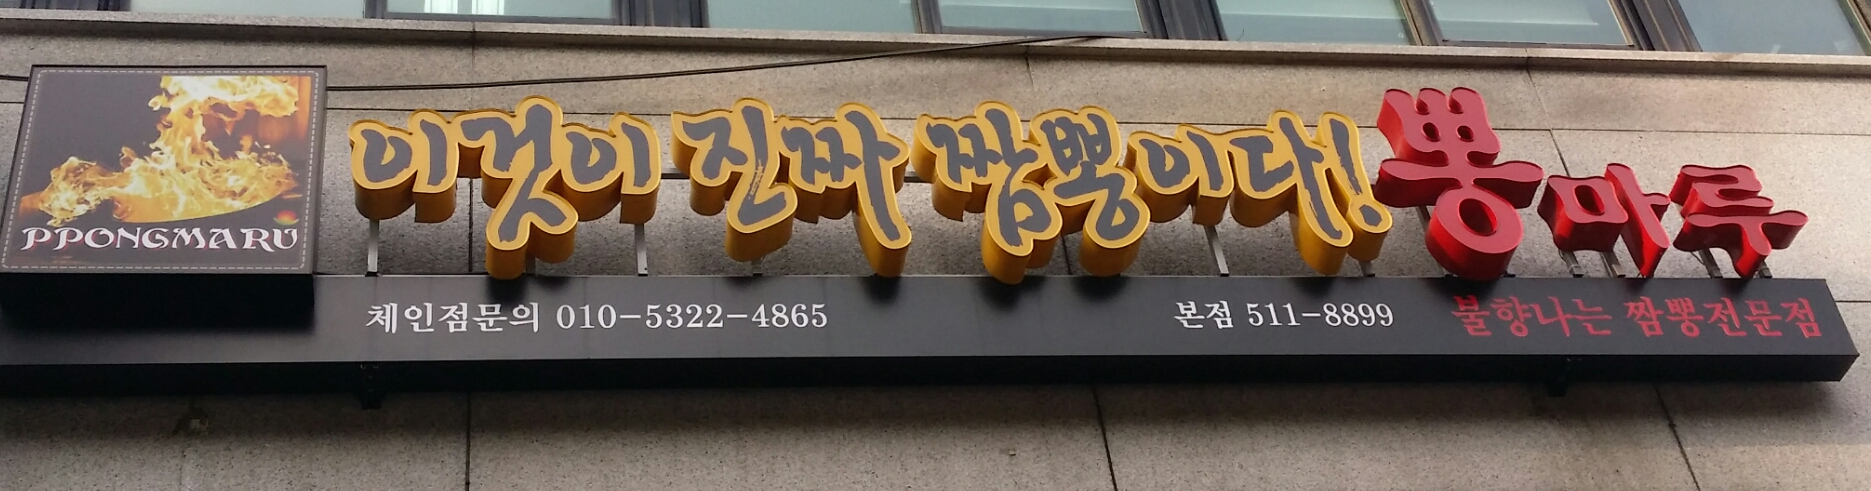 PPONGMARU
이것이 진짜 짬뽕이다! 뽕마루
체인점문의 010-5322-4865 본점 511-8899 불향나는 짬뽕전문점